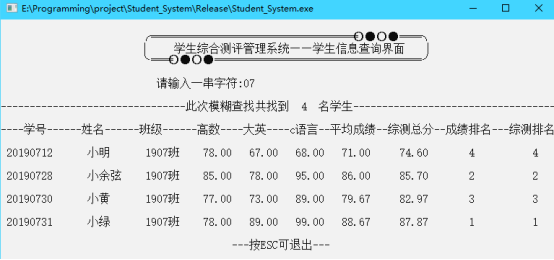 E:\Programming\project\Student_System\Release\Student_System.exe
学生综合测评管理系统一一学生信息查询界面
请输入一串字符:07
------------------------------此次模糊查找共找到  4  名学生---------------------------------
----学号------姓名------班级------高数----大英----c语言--平均成绩--综测总分--成绩排名---综测排名
20190712 小明 1907班 78.00 67.00 68.00 71.00 74.60 4 4
20190728 小余弦 1907班 85.00 78.00 95.00 86.00 85.70 2 2
20190730 小黄 1907班 77.00 73.00 89.00 79.67 82.97 3 3
20190731 小绿 1907班 78.00 89.00 99.00 88.67 87.87 1 1
---按ESC可退出---